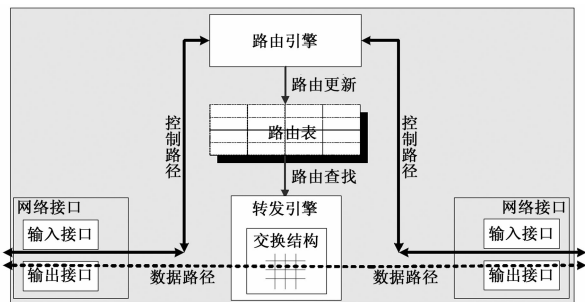 路由引擎
路由更新
控制路径
路由表
控制路径
路由查找
网络接口
转发引擎
网络接口
输入接口
交换结构
输入接口
输出接口
数据路径
数据路径
输出接口